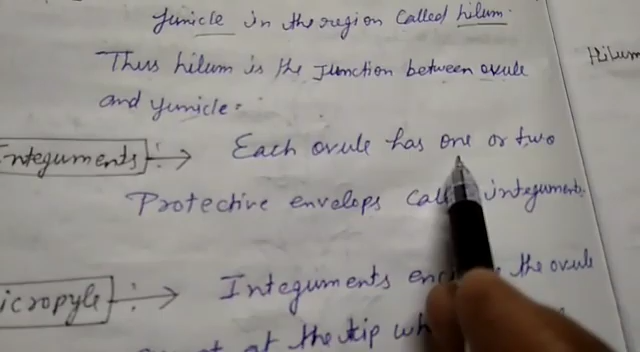 funicle in the region called hilum.
Thus hilum is the Junction between ovule
Hilum
and funicle.
Integuments :→ Each ovule has one or two
Protective envelops call integuments.
icropyle :→ Integuments enc the ovule
at the tip wh